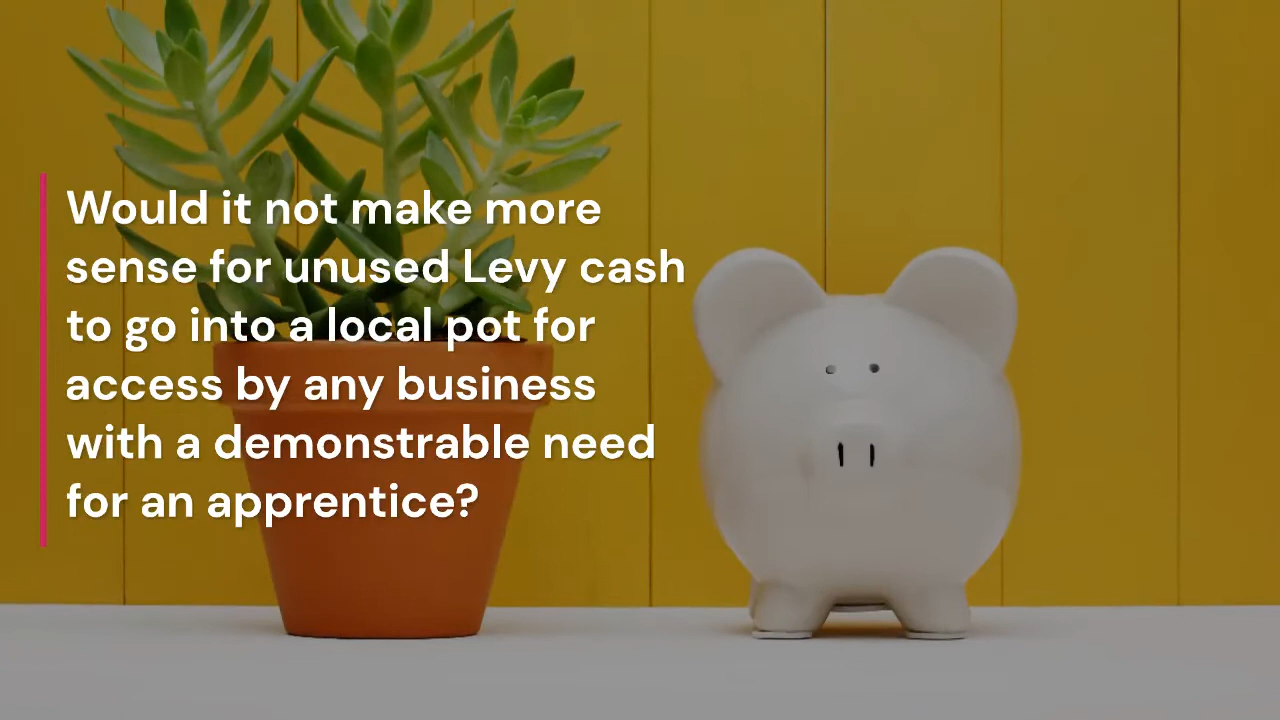 Would it not make more
sense for unused Levy cash
to go into a local pot for
access by any business
with a demonstrable need
for an apprentice?